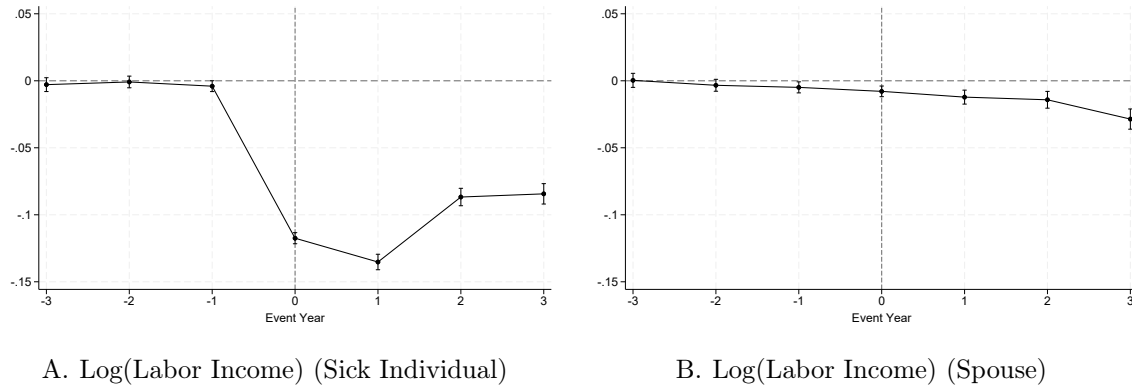 .05
0
-.05
-.1
-.15
-3 -2 -1 0 1 2 3
Event Year
A. Log(Labor Income) (Sick Individual)
.05
0
-.05
-.1
-.15
-3 -2 -1 0 1 2 3
Event Year
B. Log(Labor Income) (Spouse)